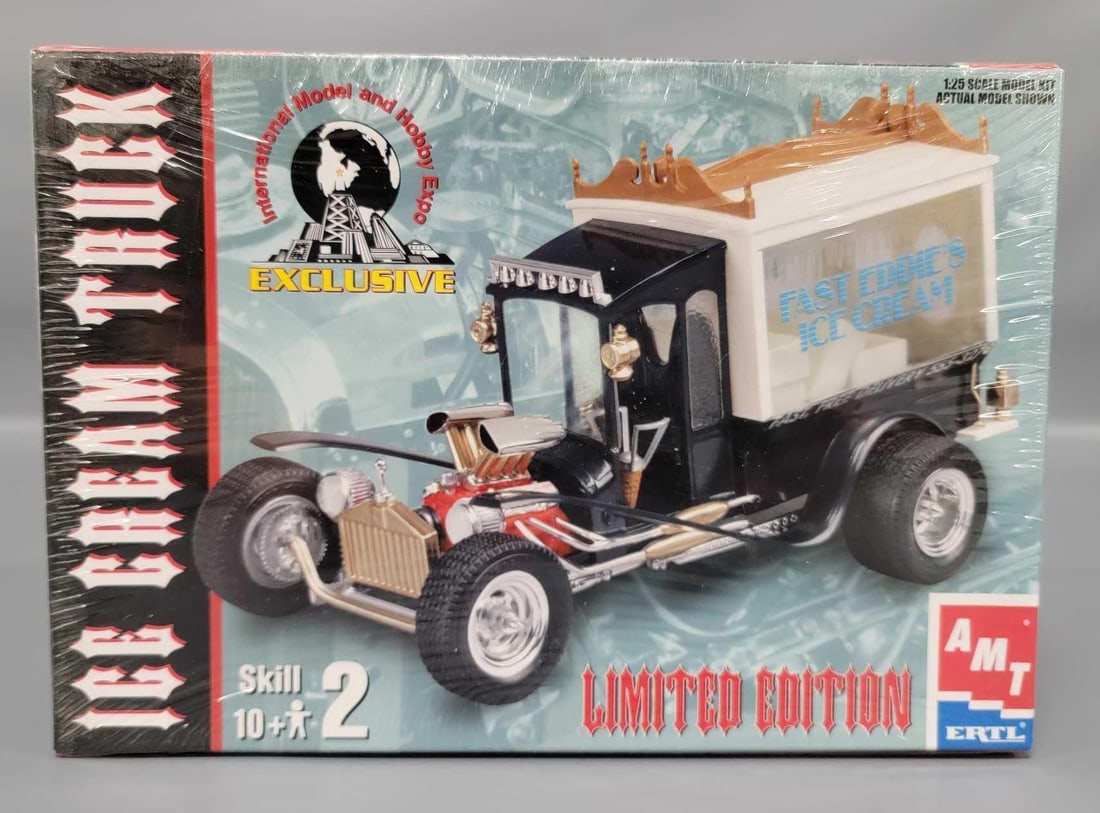 ICE CREAM TRUCK
International Model and Hobby Expo
EXCLUSIVE
1:25 SCALE MODEL KIT
ACTUAL MODEL SHOWN
FAST EDDIE'S
ICE CREAM
Skill 2
10+
LIMITED EDITION
AMT
ERTL